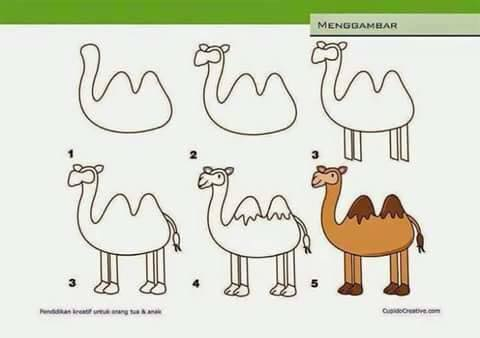 MENGGAMBAR
1
2
3
3
4
5
Pendidikan kreatif untuk orang tua & anak
CupidoCreative.com